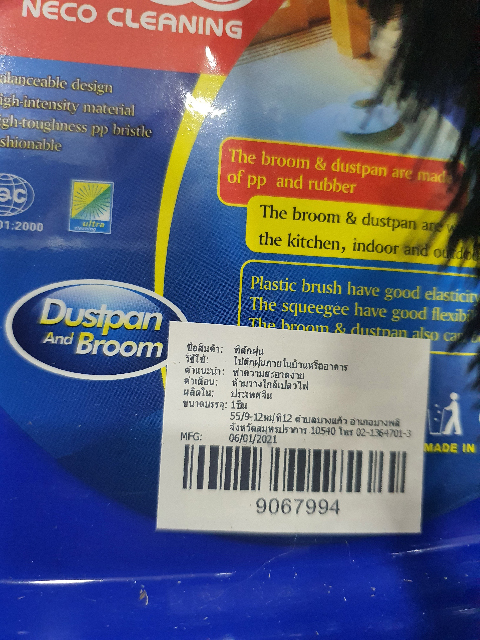 NECO CLEANING
alanceable design
igh-intensity material
igh-toughness pp bristle
shionable
01:2000
ultra
The broom & dustpan are made
of pp and rubber
The broom & dustpan are
the kitchen, indoor and outdoo
Plastic brush have good elasticit
The squeegee have good flexibi
The broom & dustpan also can
Dustpan
And Broom
ชื่อสินค้า: ที่ตักฝุ่น
วิธีใช้: ใช้ตักฝุ่นภายในบ้านหรืออาคาร
คำแนะนำ: ทำความสะอาดง่าย
คำเตือน: ห้ามวางใกล้เปลวไฟ
ผลิตใน: ประเทศจีน
ขนาดบรรจุ: 1ชิ้น
55/9-12หมู่ที่12 ตำบลบางแก้ว อำเภอบางพลี
จังหวัดสมุทรปราการ 10540 โทร 02-1364701-3
MFG: 06/01/2021
9067994
MADE IN